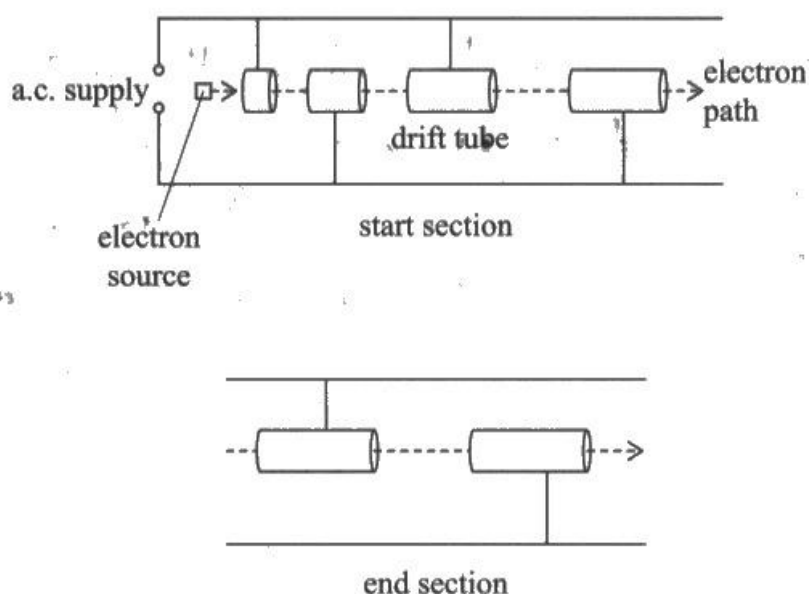 a.c. supply
electron
path
drift tube
electron
source
start section
end section